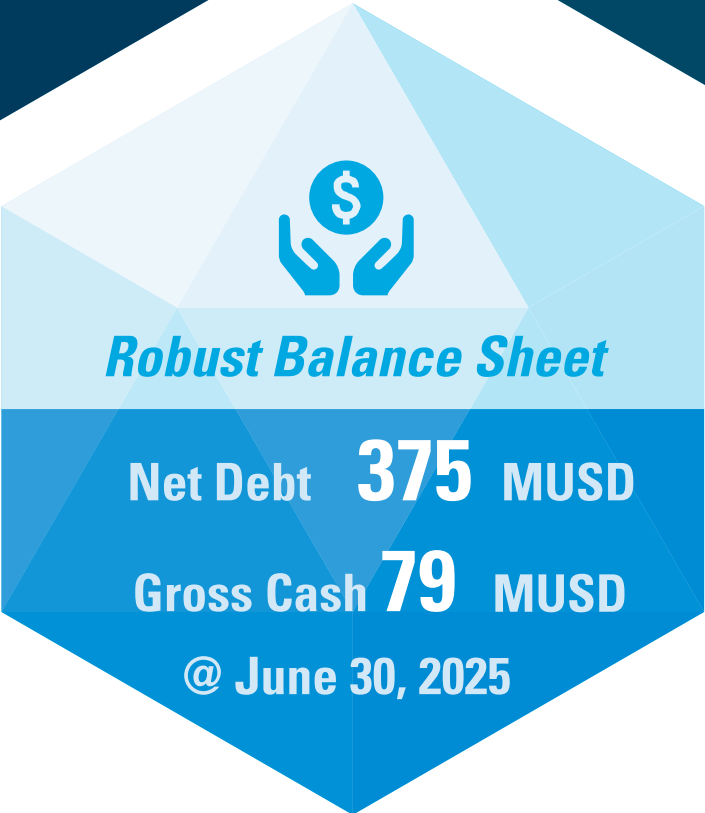 $
Robust Balance Sheet
Net Debt 375 MUSD
Gross Cash 79 MUSD
@ June 30, 2025